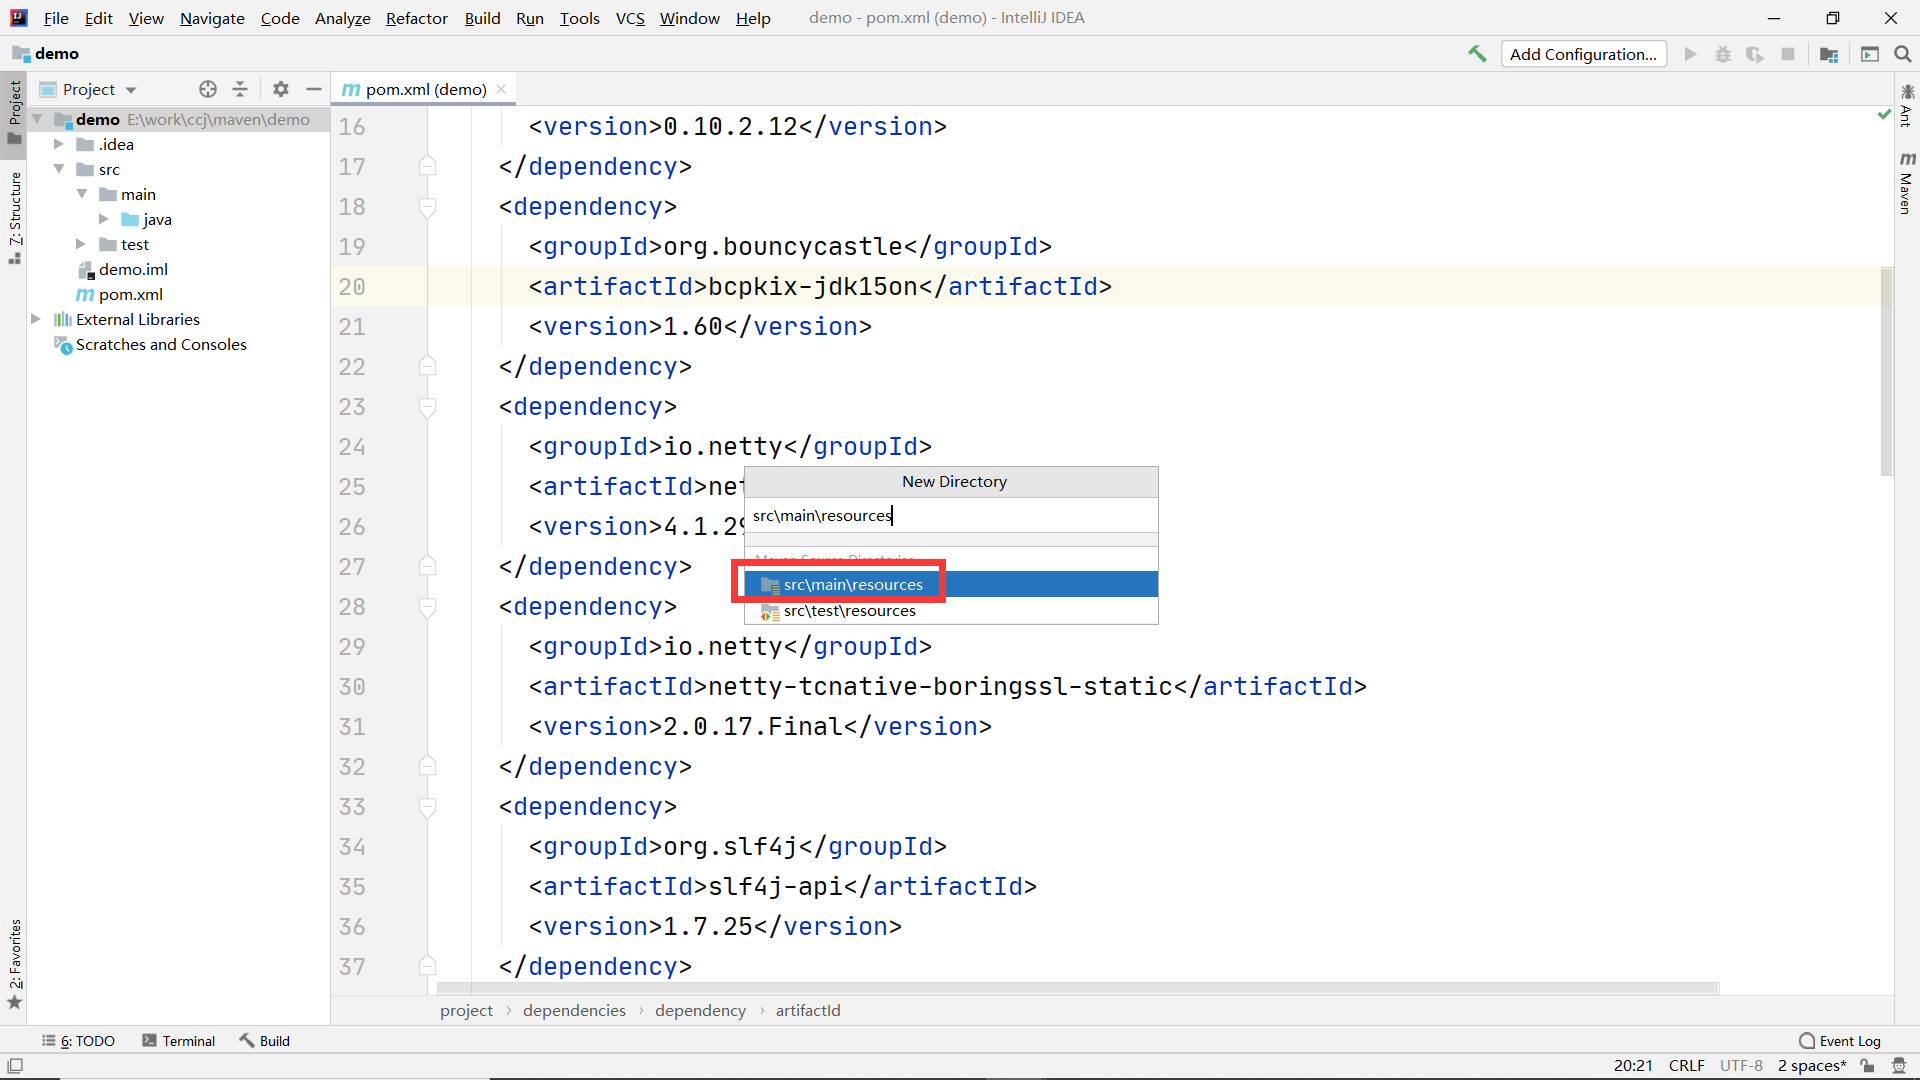 File Edit View Navigate Code Analyze Refactor Build Run Tools VCS Window Help demo - pom.xml (demo) - IntelliJ IDEA
demo Add Configuration...
Project pom.xml (demo)
Project
7: Structure
2: Favorites
demo E:\work\ccj\maven\demo
.idea
src
main
java
test
demo.iml
pom.xml
External Libraries
Scratches and Consoles
16 <version>0.10.2.12</version>
17 </dependency>
18 <dependency>
19 <groupId>org.bouncycastle</groupId>
20 <artifactId>bcpkix-jdk15on</artifactId>
21 <version>1.60</version>
22 </dependency>
23 <dependency>
24 <groupId>io.netty</groupId>
25 <artifactId>net
26 <version>4.1.29
27 </dependency>
28 <dependency>
29 <groupId>io.netty</groupId>
30 <artifactId>netty-tcnative-boringssl-static</artifactId>
31 <version>2.0.17.Final</version>
32 </dependency>
33 <dependency>
34 <groupId>org.slf4j</groupId>
35 <artifactId>slf4j-api</artifactId>
36 <version>1.7.25</version>
37 </dependency>
New Directory
src\main\resources
Maven Source Directories
src\main\resources
src\test\resources
Ant
Maven
project › dependencies › dependency › artifactId
6: TODO Terminal Build Event Log
20:21 CRLF UTF-8 2 spaces*